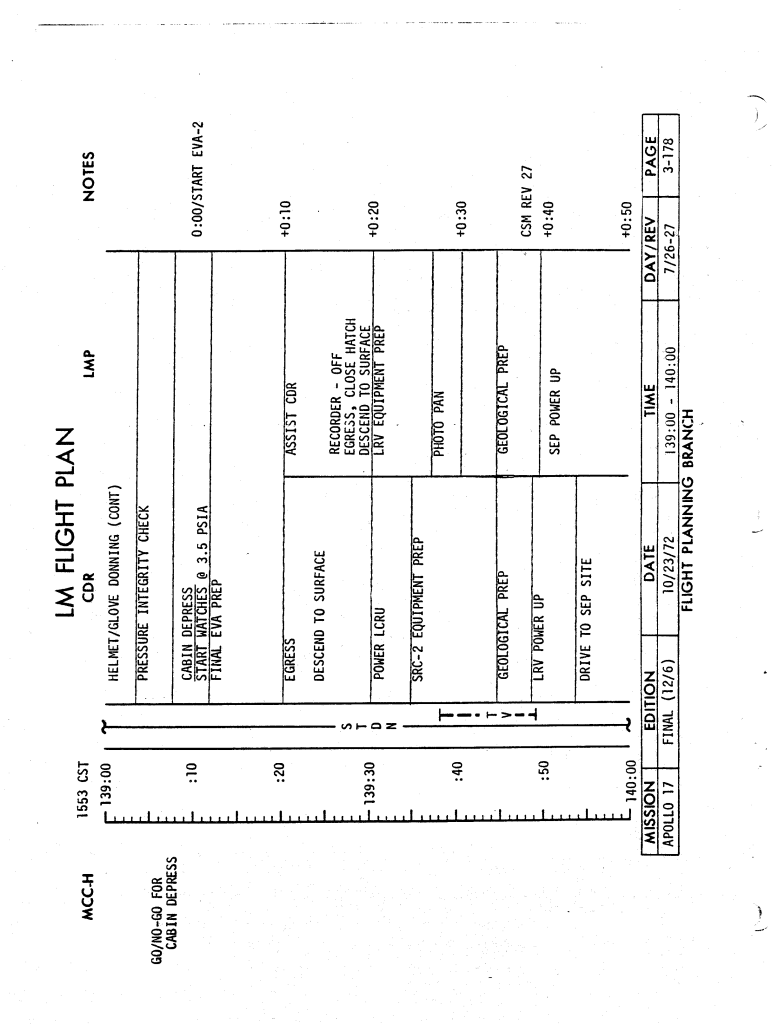 LM FLIGHT PLAN
MCC-H
1553 CST
CDR
LMP
NOTES
139:00
HELMET/GLOVE DONNING (CONT)
PRESSURE INTEGRITY CHECK
GO/NO-GO FOR
CABIN DEPRESS
:10
CABIN DEPRESS
START WATCHES @ 3.5 PSIA
FINAL EVA PREP
0:00/START EVA-2
:20
EGRESS
ASSIST CDR
+0:10
DESCEND TO SURFACE
RECORDER - OFF
EGRESS, CLOSE HATCH
DESCEND TO SURFACE
139:30
POWER LCRU
LRV EQUIPMENT PREP
+0:20
S T D N
SRC-2 EQUIPMENT PREP
PHOTO PAN
:40
+0:30
T V
GEOLOGICAL PREP
GEOLOGICAL PREP
CSM REV 27
:50
LRV POWER UP
SEP POWER UP
+0:40
DRIVE TO SEP SITE
140:00
+0:50
MISSION EDITION DATE TIME DAY/REV PAGE
APOLLO 17 FINAL (12/6) 10/23/72 139:00 - 140:00 7/26-27 3-178
FLIGHT PLANNING BRANCH